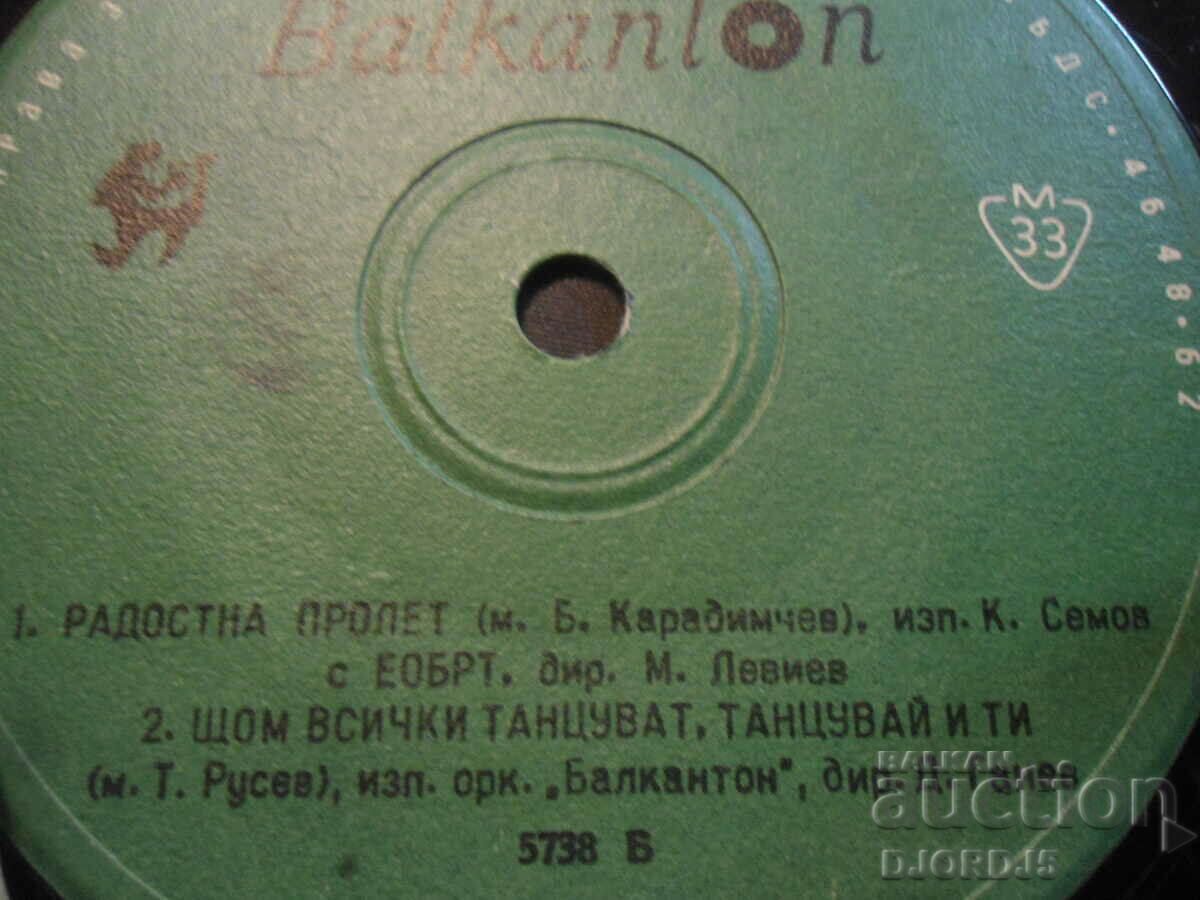 Balkanton
БДС. 4648-62
М
33
1. РАДОСТНА ПРОЛЕТ (м. Б. Карадимчев), изп. К. Семов
с ЕОБРТ, дир. М. Левиев
2. ЩОМ ВСИЧКИ ТАНЦУВАТ, ТАНЦУВАЙ И ТИ
(м. Т. Русев), изп. орк. „Балкантон", дир. Д. Ганев
5738 Б
BALKAN
auction
DJORDJ5